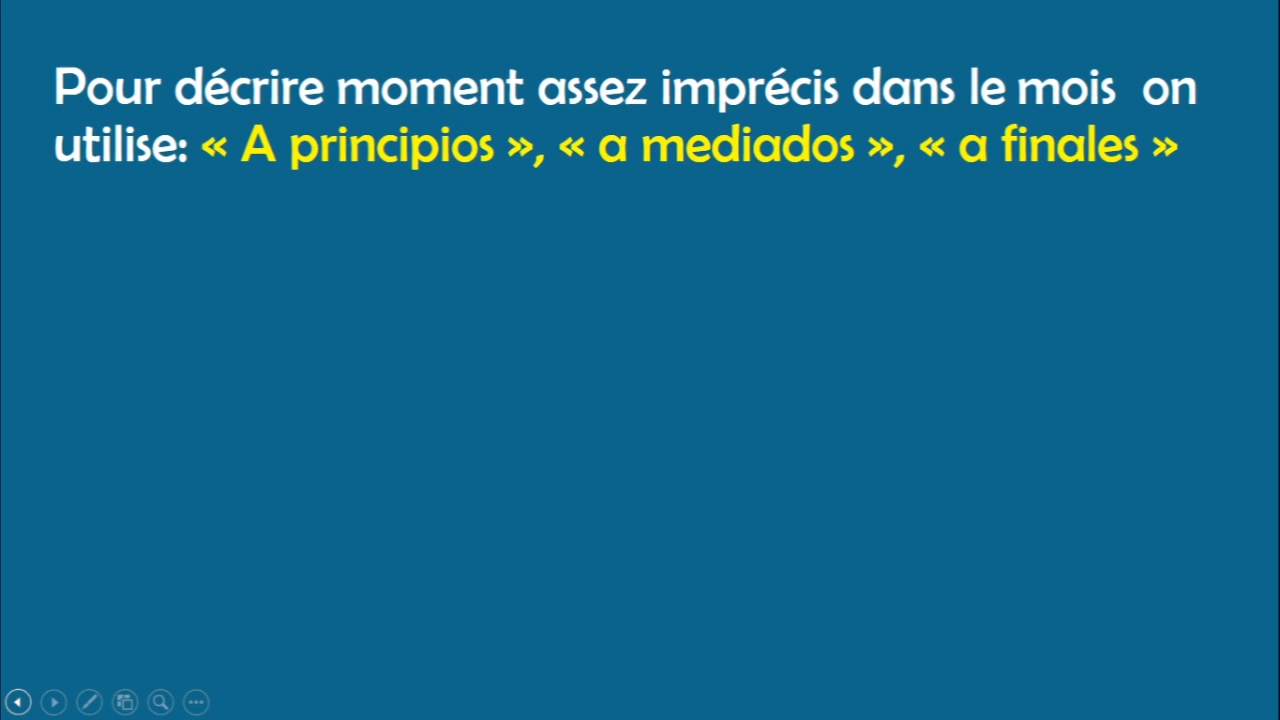 Pour décrire moment assez imprécis dans le mois  on
utilise: « A principios », « a mediados », « a finales »